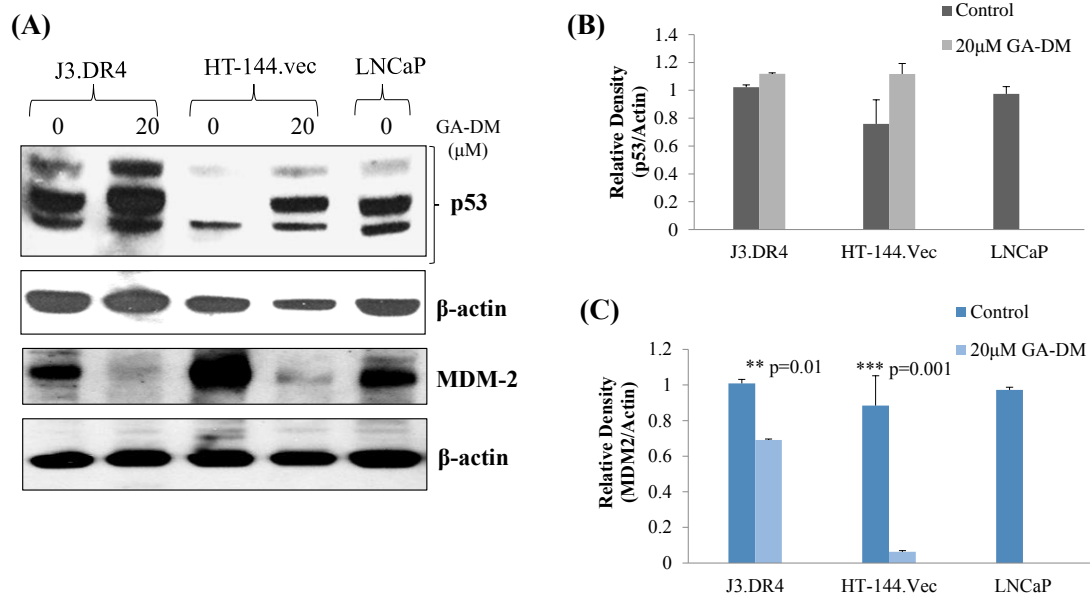 (A)
J3.DR4
HT-144.vec
LNCaP
0
20
0
20
0
GA-DM
(μM)
p53
β-actin
MDM-2
β-actin
(B)
Control
20μM GA-DM
Relative Density
(p53/Actin)
1.4
1.2
1
0.8
0.6
0.4
0.2
0
J3.DR4
HT-144.Vec
LNCaP
(C)
Control
20μM GA-DM
Relative Density
(MDM2/Actin)
1.2
1
0.8
0.6
0.4
0.2
0
** p=0.01
*** p=0.001
J3.DR4
HT-144.Vec
LNCaP